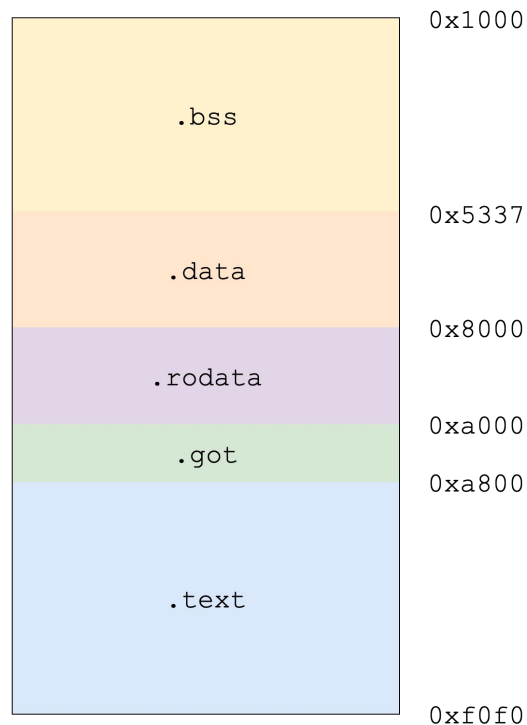 0x1000
.bss
0x5337
.data
0x8000
.rodata
0xa000
.got
0xa800
.text
0xf0f0